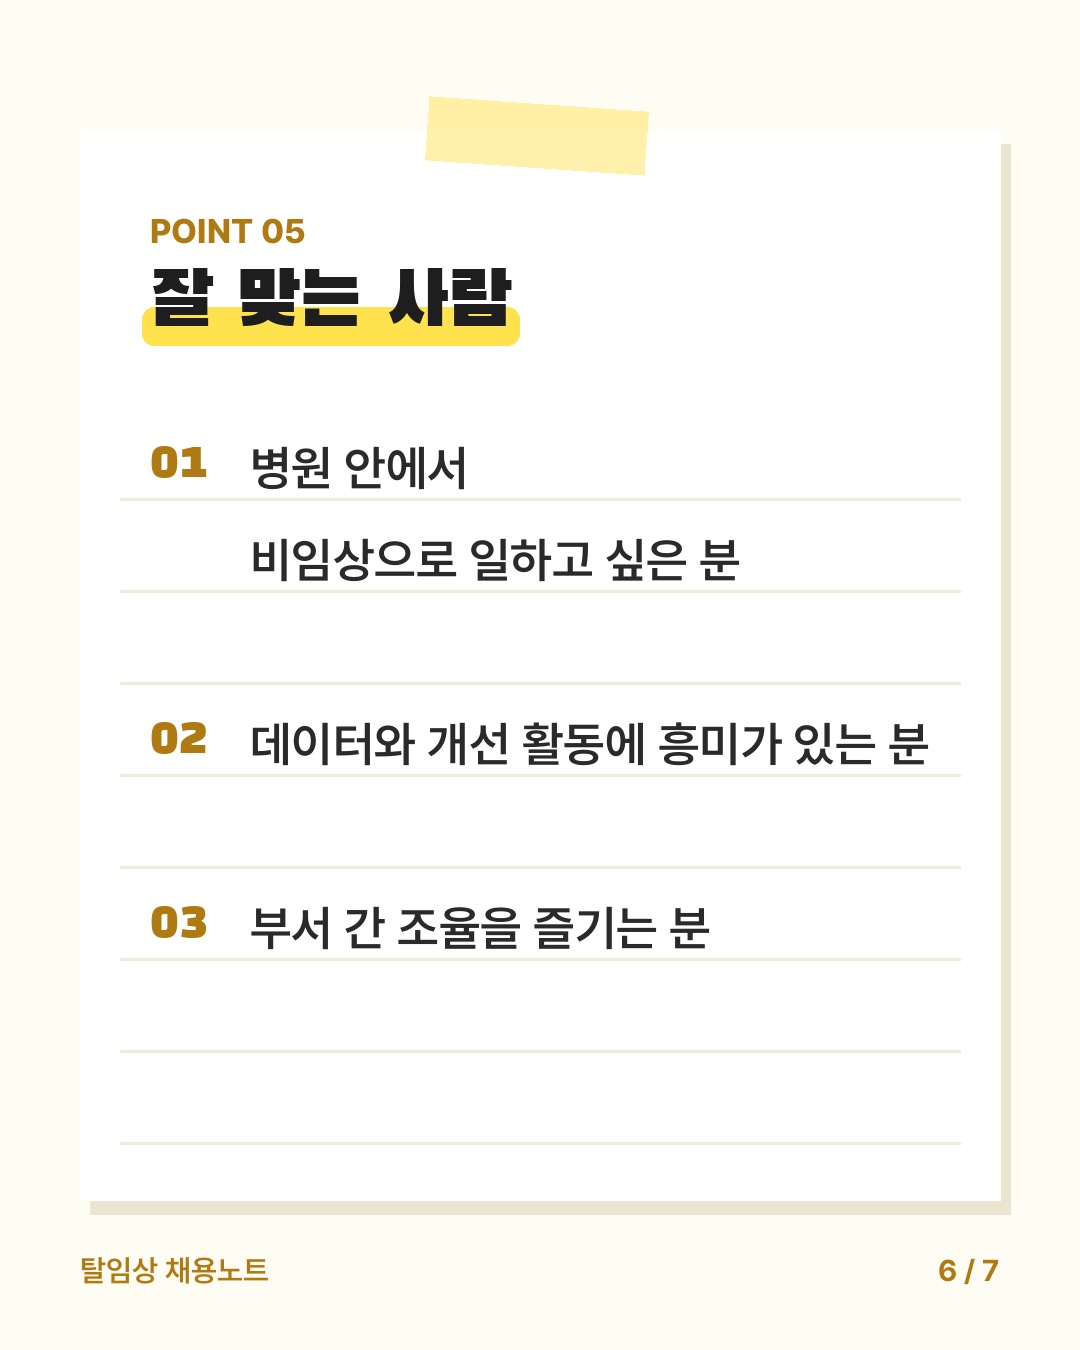 POINT 05
잘 맞는 사람
01 병원 안에서
비임상으로 일하고 싶은 분
02 데이터와 개선 활동에 흥미가 있는 분
03 부서 간 조율을 즐기는 분
탈임상 채용노트
6 / 7